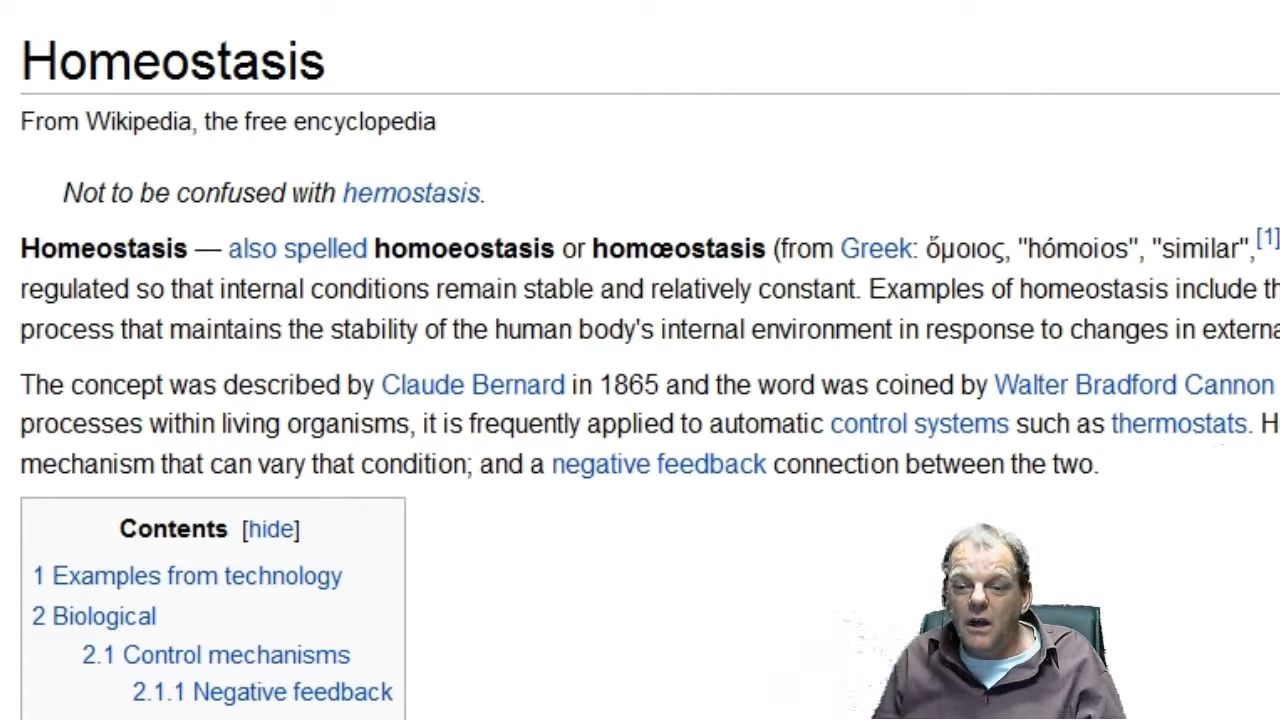 Homeostasis
From Wikipedia, the free encyclopedia
Not to be confused with hemostasis.
Homeostasis — also spelled homoeostasis or homœostasis (from Greek: ὅμοιος, "hómoios", "similar",[1]
regulated so that internal conditions remain stable and relatively constant. Examples of homeostasis include th
process that maintains the stability of the human body's internal environment in response to changes in externa
The concept was described by Claude Bernard in 1865 and the word was coined by Walter Bradford Cannon
processes within living organisms, it is frequently applied to automatic control systems such as thermostats. H
mechanism that can vary that condition; and a negative feedback connection between the two.
Contents [hide]
1 Examples from technology
2 Biological
2.1 Control mechanisms
2.1.1 Negative feedback